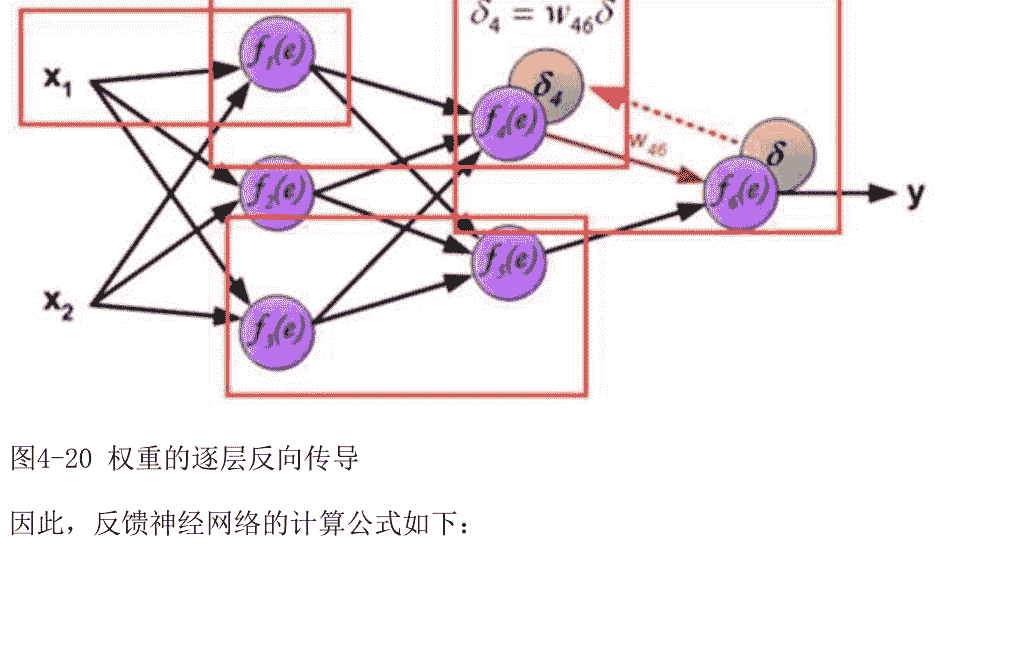 δ₄ = w₄₆δ
x₁
f₁(e)
δ₄
f₄(e)
w₄₆
δ
f₂(e)
f₆(e)
y
f₅(e)
x₂
f₃(e)
图4-20 权重的逐层反向传导
因此，反馈神经网络的计算公式如下：